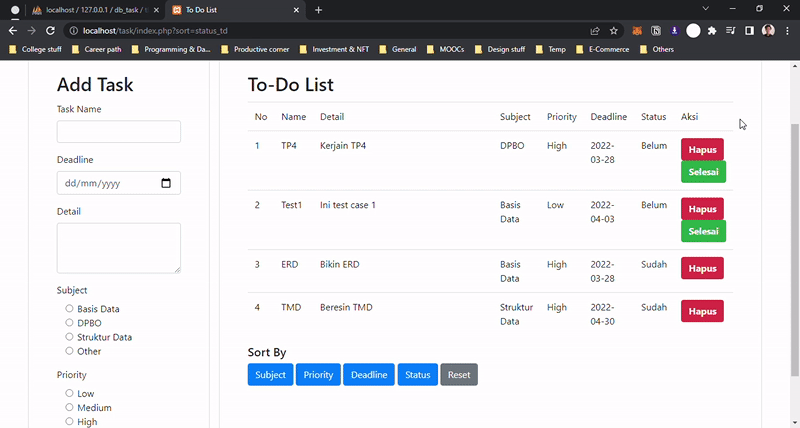 localhost / 127.0.0.1 / db_task / t
To Do List
localhost/task/index.php?sort=status_td
College stuff
Career path
Programming & Da...
Productive corner
Investment & NFT
General
MOOCs
Design stuff
Temp
E-Commerce
Others
Add Task
Task Name
Deadline
dd/mm/yyyy
Detail
Subject
Basis Data
DPBO
Struktur Data
Other
Priority
Low
Medium
High
To-Do List
No Name Detail Subject Priority Deadline Status Aksi
1 TP4 Kerjain TP4 DPBO High 2022-03-28 Belum Hapus
Selesai
2 Test1 Ini test case 1 Basis Data Low 2022-04-03 Belum Hapus
Selesai
3 ERD Bikin ERD Basis Data High 2022-03-28 Sudah Hapus
4 TMD Beresin TMD Struktur Data High 2022-04-30 Sudah Hapus
Sort By
Subject Priority Deadline Status Reset